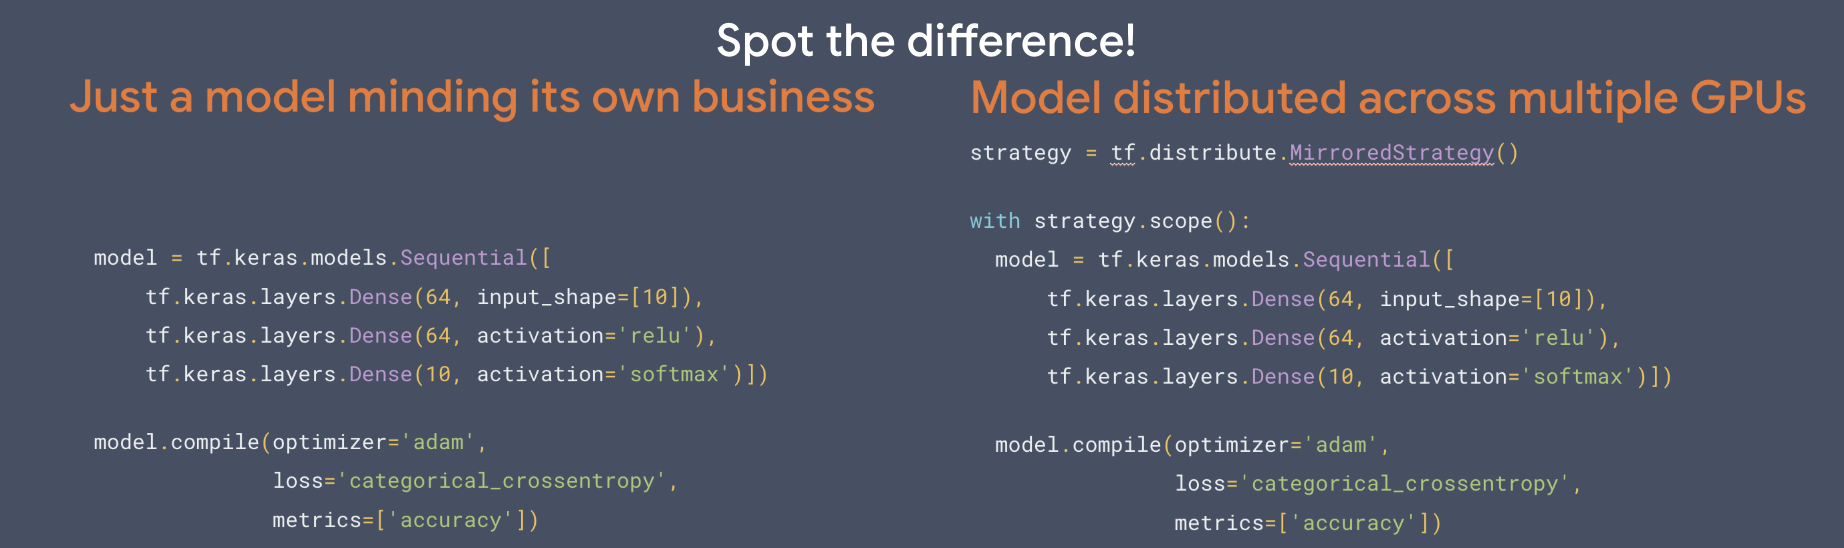 Spot the difference!
Just a model minding its own business
model = tf.keras.models.Sequential([
    tf.keras.layers.Dense(64, input_shape=[10]),
    tf.keras.layers.Dense(64, activation='relu'),
    tf.keras.layers.Dense(10, activation='softmax')])
model.compile(optimizer='adam',
              loss='categorical_crossentropy',
              metrics=['accuracy'])
Model distributed across multiple GPUs
strategy = tf.distribute.MirroredStrategy()
with strategy.scope():
  model = tf.keras.models.Sequential([
      tf.keras.layers.Dense(64, input_shape=[10]),
      tf.keras.layers.Dense(64, activation='relu'),
      tf.keras.layers.Dense(10, activation='softmax')])
  model.compile(optimizer='adam',
                loss='categorical_crossentropy',
                metrics=['accuracy'])